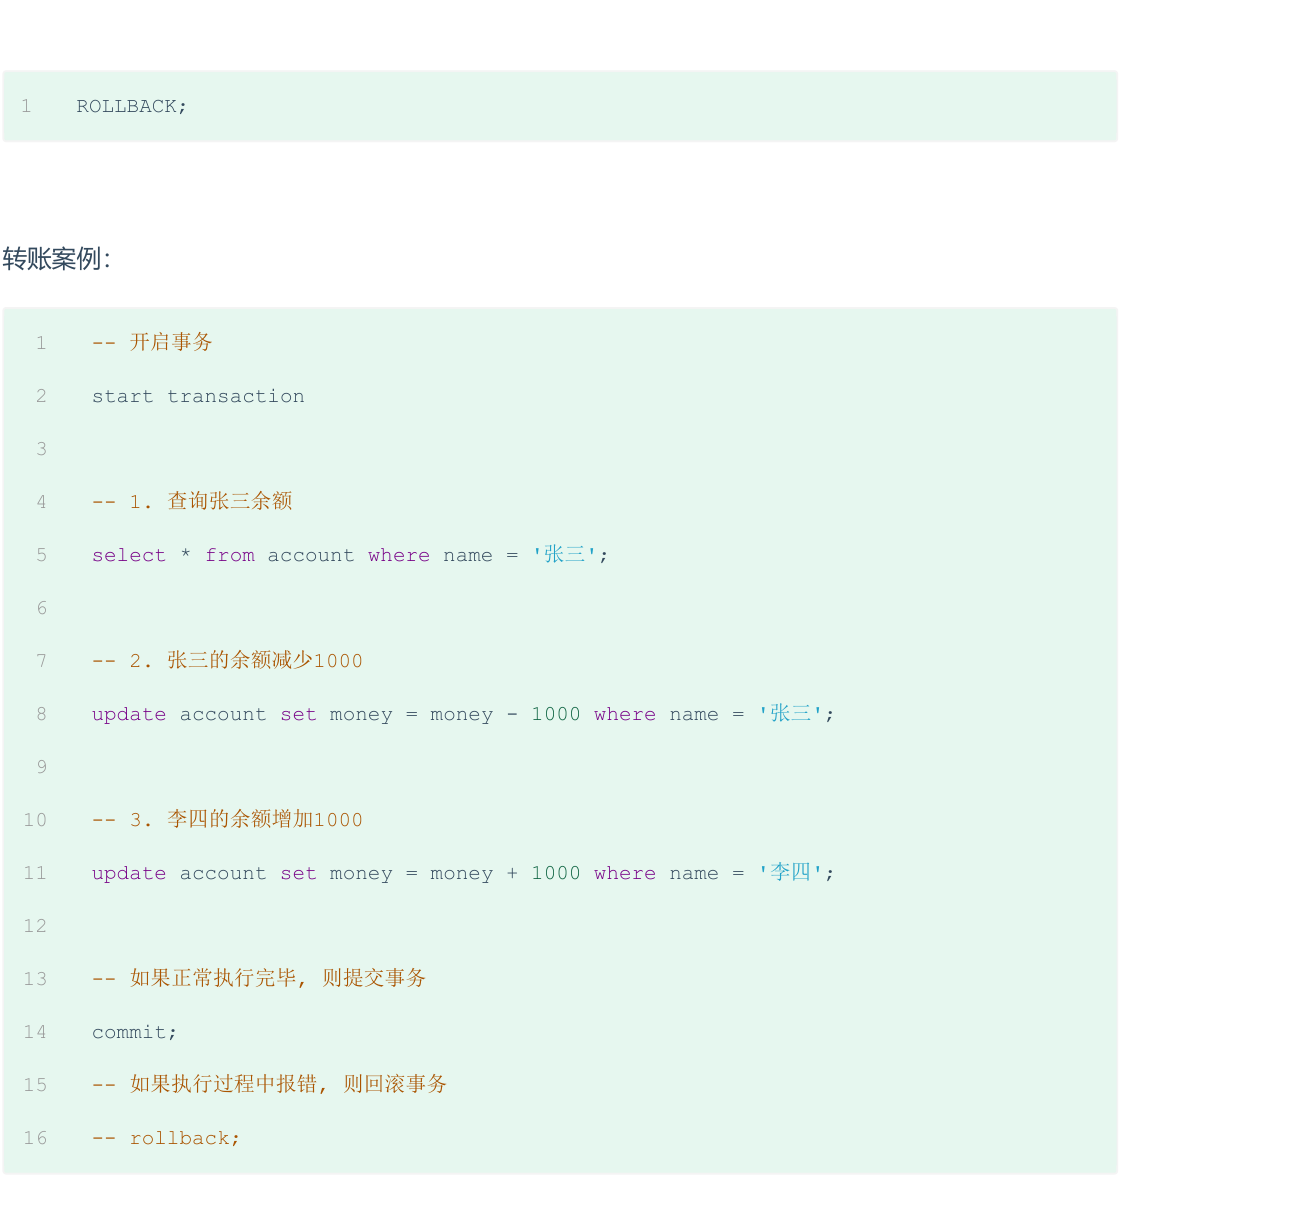 1 ROLLBACK;
转账案例：
1 -- 开启事务
2 start transaction
3
4 -- 1. 查询张三余额
5 select * from account where name = '张三';
6
7 -- 2. 张三的余额减少1000
8 update account set money = money - 1000 where name = '张三';
9
10 -- 3. 李四的余额增加1000
11 update account set money = money + 1000 where name = '李四';
12
13 -- 如果正常执行完毕, 则提交事务
14 commit;
15 -- 如果执行过程中报错, 则回滚事务
16 -- rollback;